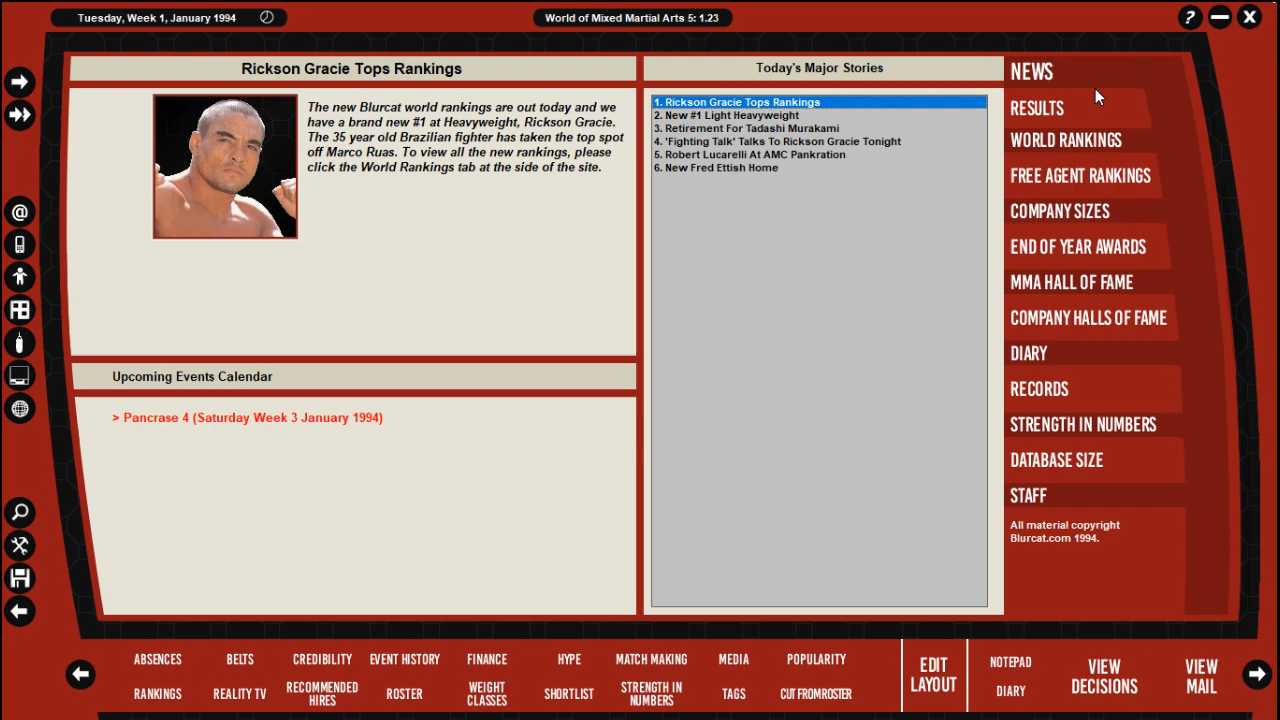 Tuesday, Week 1, January 1994
World of Mixed Martial Arts 5: 1.23
?
Rickson Gracie Tops Rankings
The new Blurcat world rankings are out today and we
have a brand new #1 at Heavyweight, Rickson Gracie.
The 35 year old Brazilian fighter has taken the top spot
off Marco Ruas. To view all the new rankings, please
click the World Rankings tab at the side of the site.
Upcoming Events Calendar
> Pancrase 4 (Saturday Week 3 January 1994)
Today's Major Stories
1. Rickson Gracie Tops Rankings
2. New #1 Light Heavyweight
3. Retirement For Tadashi Murakami
4. 'Fighting Talk' Talks To Rickson Gracie Tonight
5. Robert Lucarelli At AMC Pankration
6. New Fred Ettish Home
NEWS
RESULTS
WORLD RANKINGS
FREE AGENT RANKINGS
COMPANY SIZES
END OF YEAR AWARDS
MMA HALL OF FAME
COMPANY HALLS OF FAME
DIARY
RECORDS
STRENGTH IN NUMBERS
DATABASE SIZE
STAFF
All material copyright
Blurcat.com 1994.
@
ABSENCES
BELTS
CREDIBILITY
EVENT HISTORY
FINANCE
HYPE
MATCH MAKING
MEDIA
POPULARITY
RANKINGS
REALITY TV
RECOMMENDED
HIRES
ROSTER
WEIGHT
CLASSES
SHORTLIST
STRENGTH IN
NUMBERS
TAGS
CUT FROM ROSTER
EDIT
LAYOUT
NOTEPAD
DIARY
VIEW
DECISIONS
VIEW
MAIL